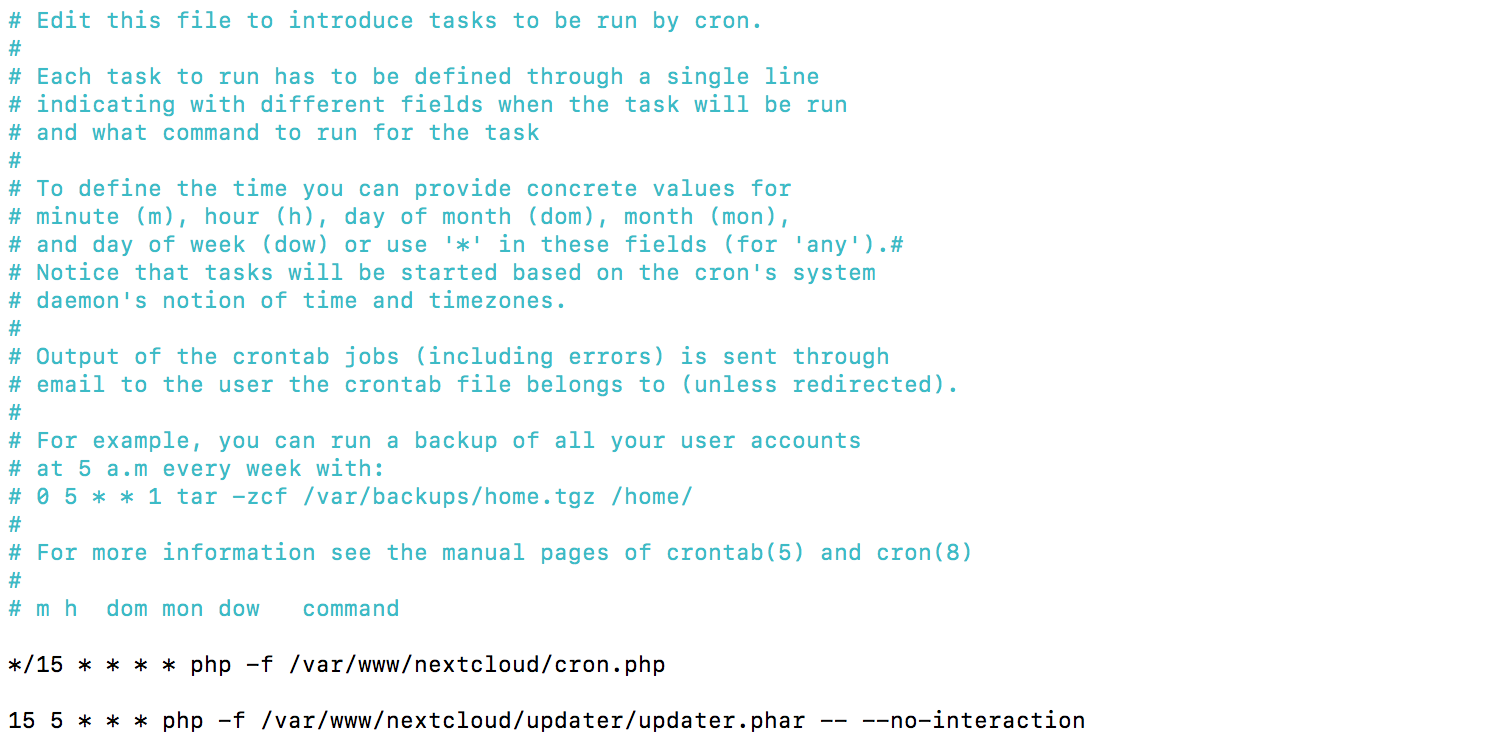 # Edit this file to introduce tasks to be run by cron.
#
# Each task to run has to be defined through a single line
# indicating with different fields when the task will be run
# and what command to run for the task
#
# To define the time you can provide concrete values for
# minute (m), hour (h), day of month (dom), month (mon),
# and day of week (dow) or use '*' in these fields (for 'any').#
# Notice that tasks will be started based on the cron's system
# daemon's notion of time and timezones.
#
# Output of the crontab jobs (including errors) is sent through
# email to the user the crontab file belongs to (unless redirected).
#
# For example, you can run a backup of all your user accounts
# at 5 a.m every week with:
# 0 5 * * 1 tar -zcf /var/backups/home.tgz /home/
#
# For more information see the manual pages of crontab(5) and cron(8)
#
# m h  dom mon dow   command
*/15 * * * * php -f /var/www/nextcloud/cron.php
15 5 * * * php -f /var/www/nextcloud/updater/updater.phar -- --no-interaction